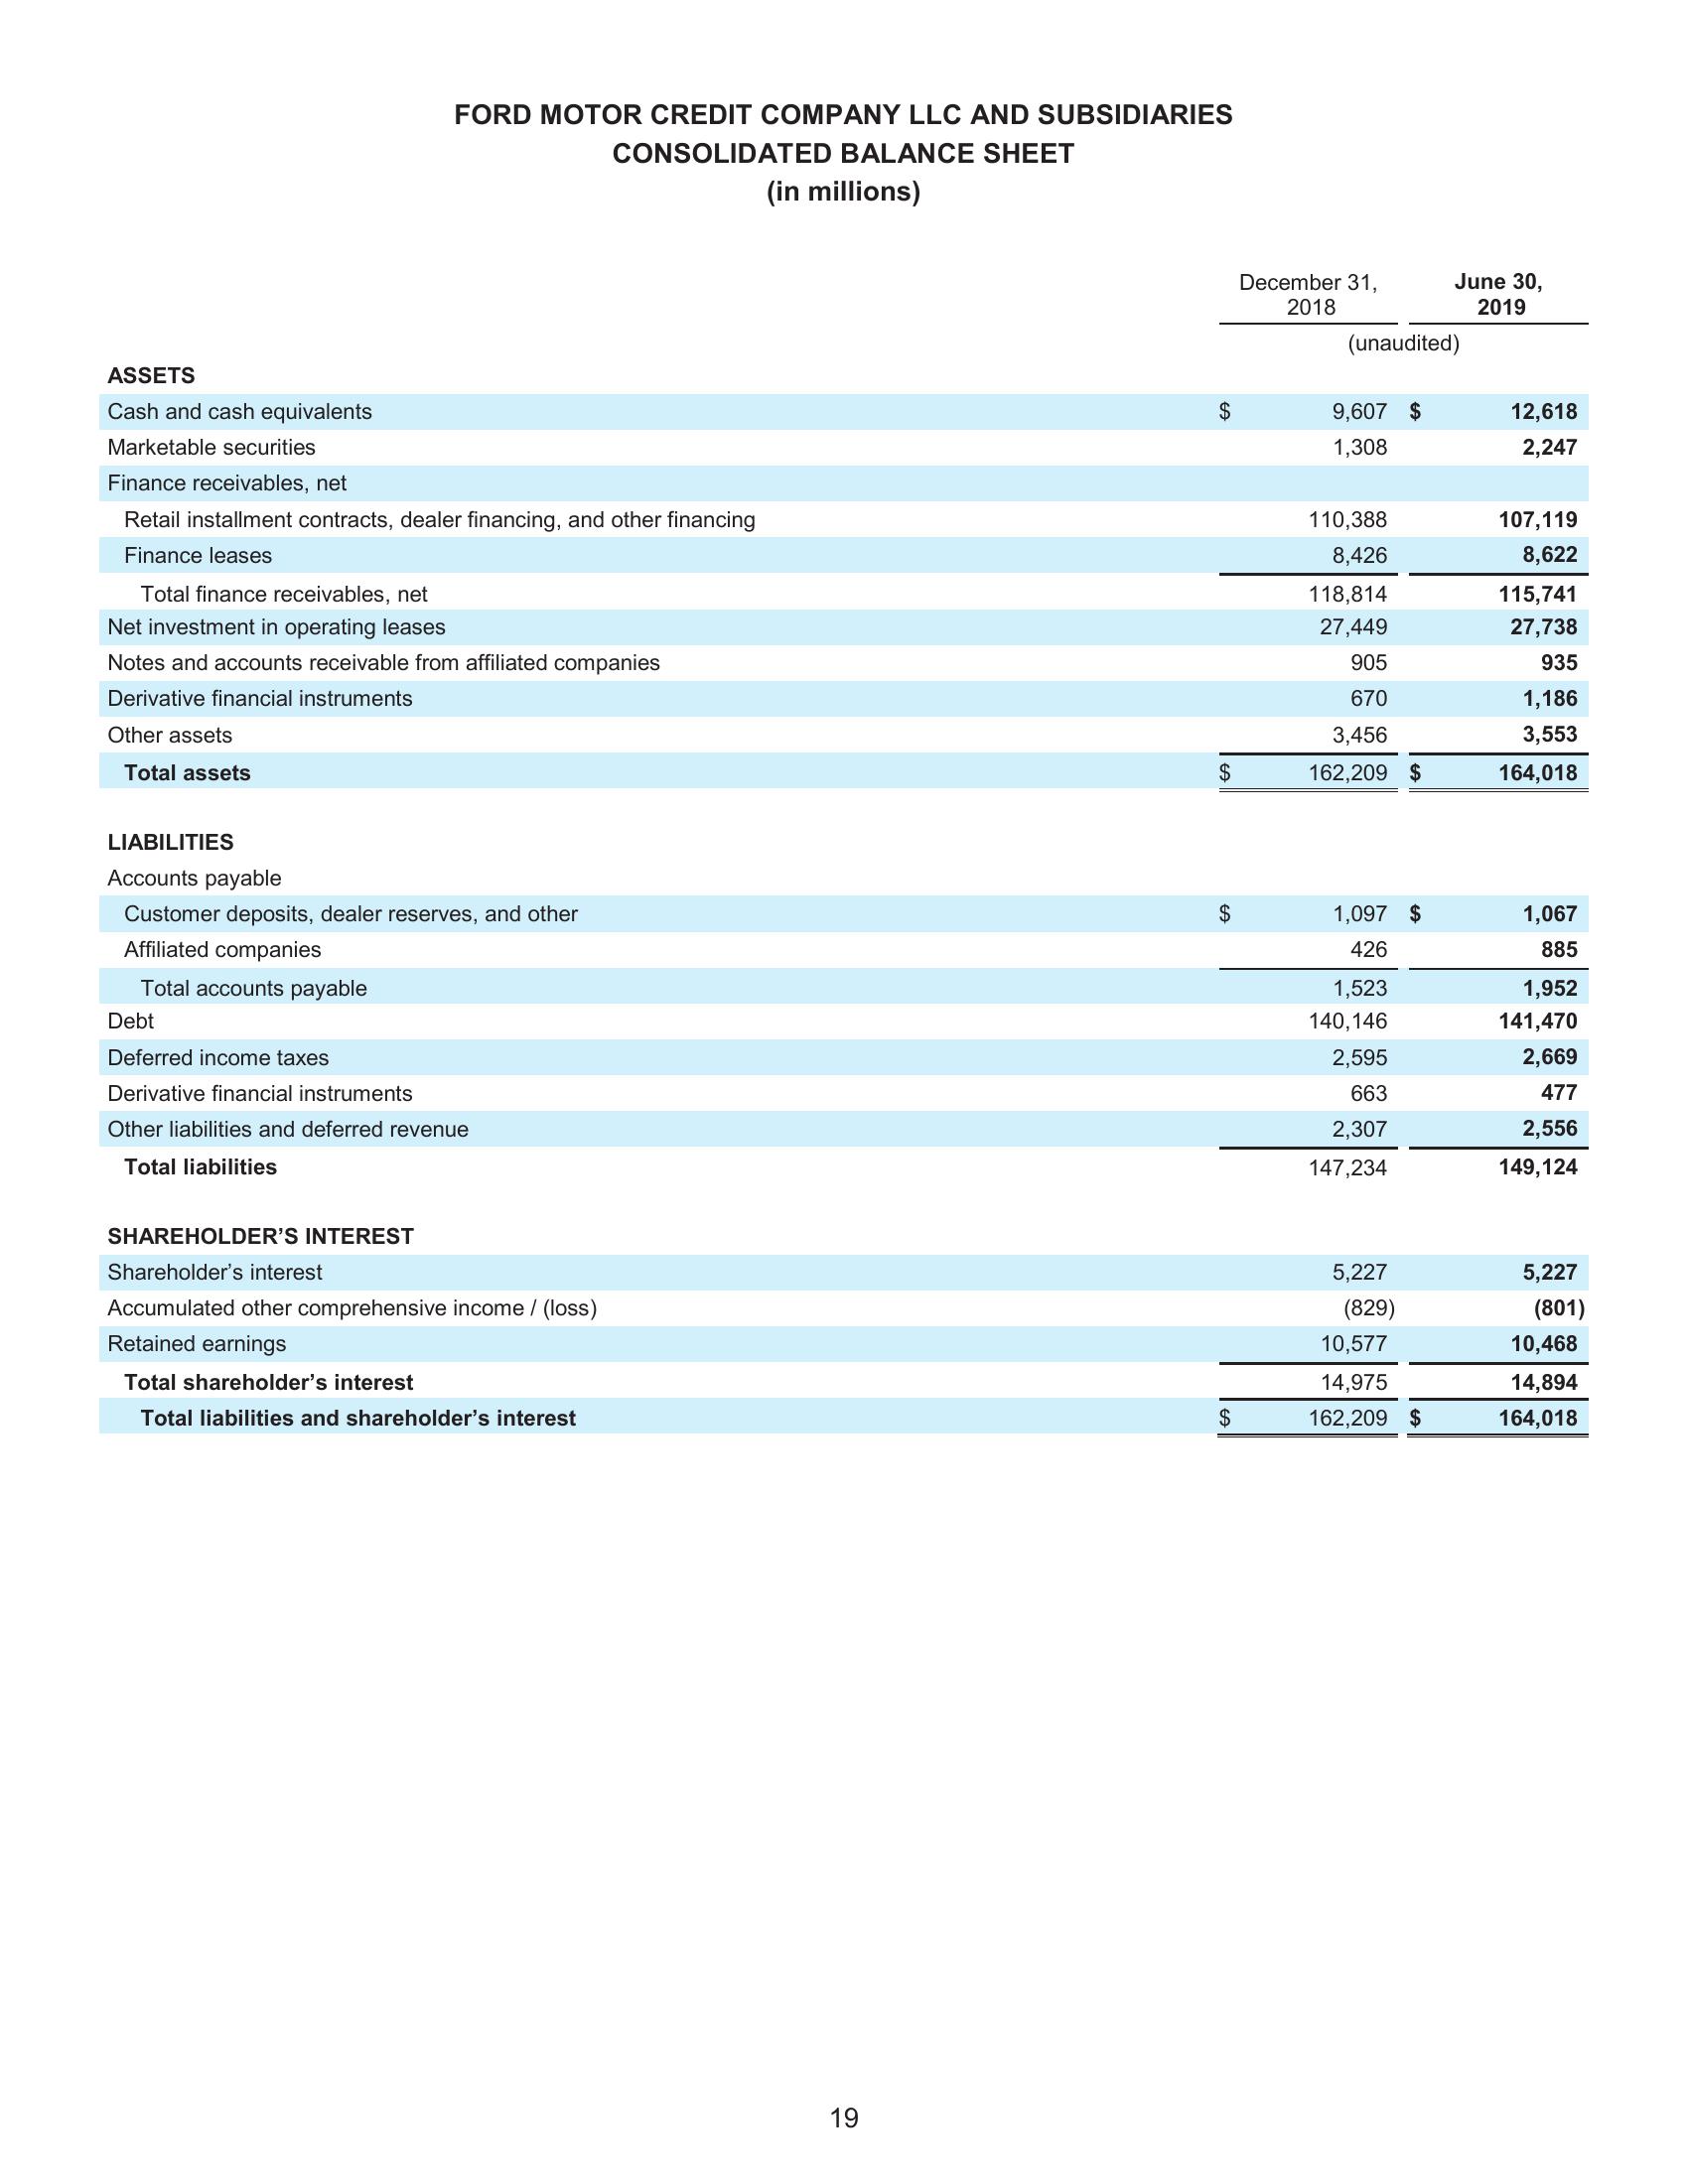 FORD MOTOR CREDIT COMPANY LLC AND SUBSIDIARIES
CONSOLIDATED BALANCE SHEET
(in millions)
December 31, 2018 June 30, 2019
(unaudited)
ASSETS
Cash and cash equivalents $ 9,607 $ 12,618
Marketable securities 1,308 2,247
Finance receivables, net
Retail installment contracts, dealer financing, and other financing 110,388 107,119
Finance leases 8,426 8,622
Total finance receivables, net 118,814 115,741
Net investment in operating leases 27,449 27,738
Notes and accounts receivable from affiliated companies 905 935
Derivative financial instruments 670 1,186
Other assets 3,456 3,553
Total assets $ 162,209 $ 164,018
LIABILITIES
Accounts payable
Customer deposits, dealer reserves, and other $ 1,097 $ 1,067
Affiliated companies 426 885
Total accounts payable 1,523 1,952
Debt 140,146 141,470
Deferred income taxes 2,595 2,669
Derivative financial instruments 663 477
Other liabilities and deferred revenue 2,307 2,556
Total liabilities 147,234 149,124
SHAREHOLDER’S INTEREST
Shareholder’s interest 5,227 5,227
Accumulated other comprehensive income / (loss) (829) (801)
Retained earnings 10,577 10,468
Total shareholder’s interest 14,975 14,894
Total liabilities and shareholder’s interest $ 162,209 $ 164,018
19